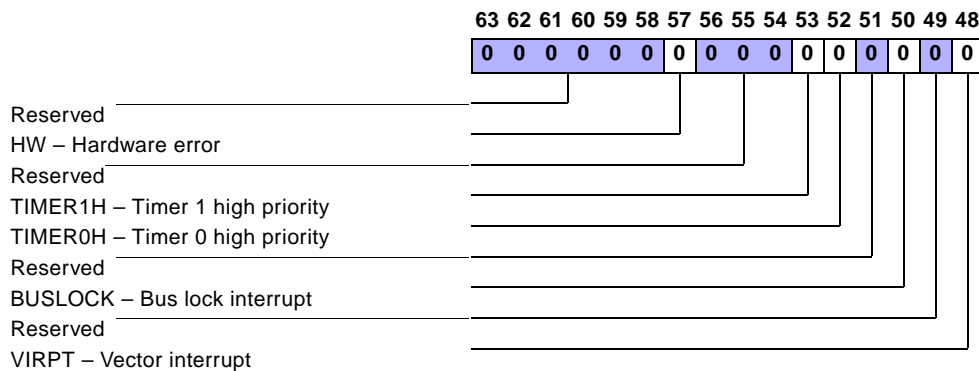 63 62 61 60 59 58 57 56 55 54 53 52 51 50 49 48
0 0 0 0 0 0 0 0 0 0 0 0 0 0 0 0
Reserved
HW – Hardware error
Reserved
TIMER1H – Timer 1 high priority
TIMER0H – Timer 0 high priority
Reserved
BUSLOCK – Bus lock interrupt
Reserved
VIRPT – Vector interrupt